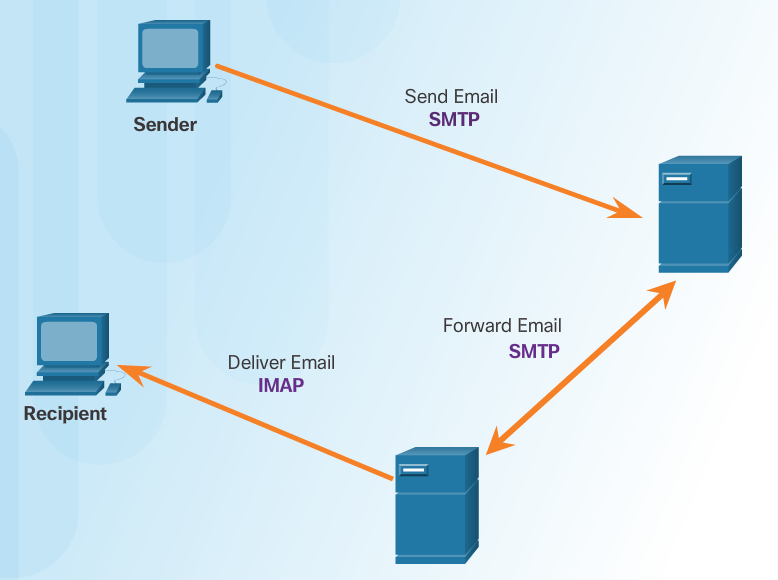 Send Email
SMTP
Sender
Forward Email
SMTP
Deliver Email
IMAP
Recipient